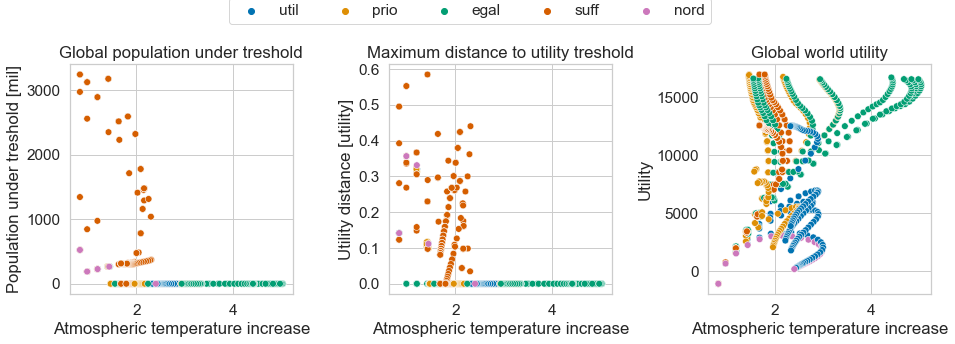 util prio egal suff nord
Global population under treshold
Maximum distance to utility treshold
Global world utility
Population under treshold [mil]
3000
2000
1000
0
2 4
Atmospheric temperature increase
Utility distance [utility]
0.6
0.5
0.4
0.3
0.2
0.1
0.0
2 4
Atmospheric temperature increase
Utility
15000
10000
5000
0
2 4
Atmospheric temperature increase